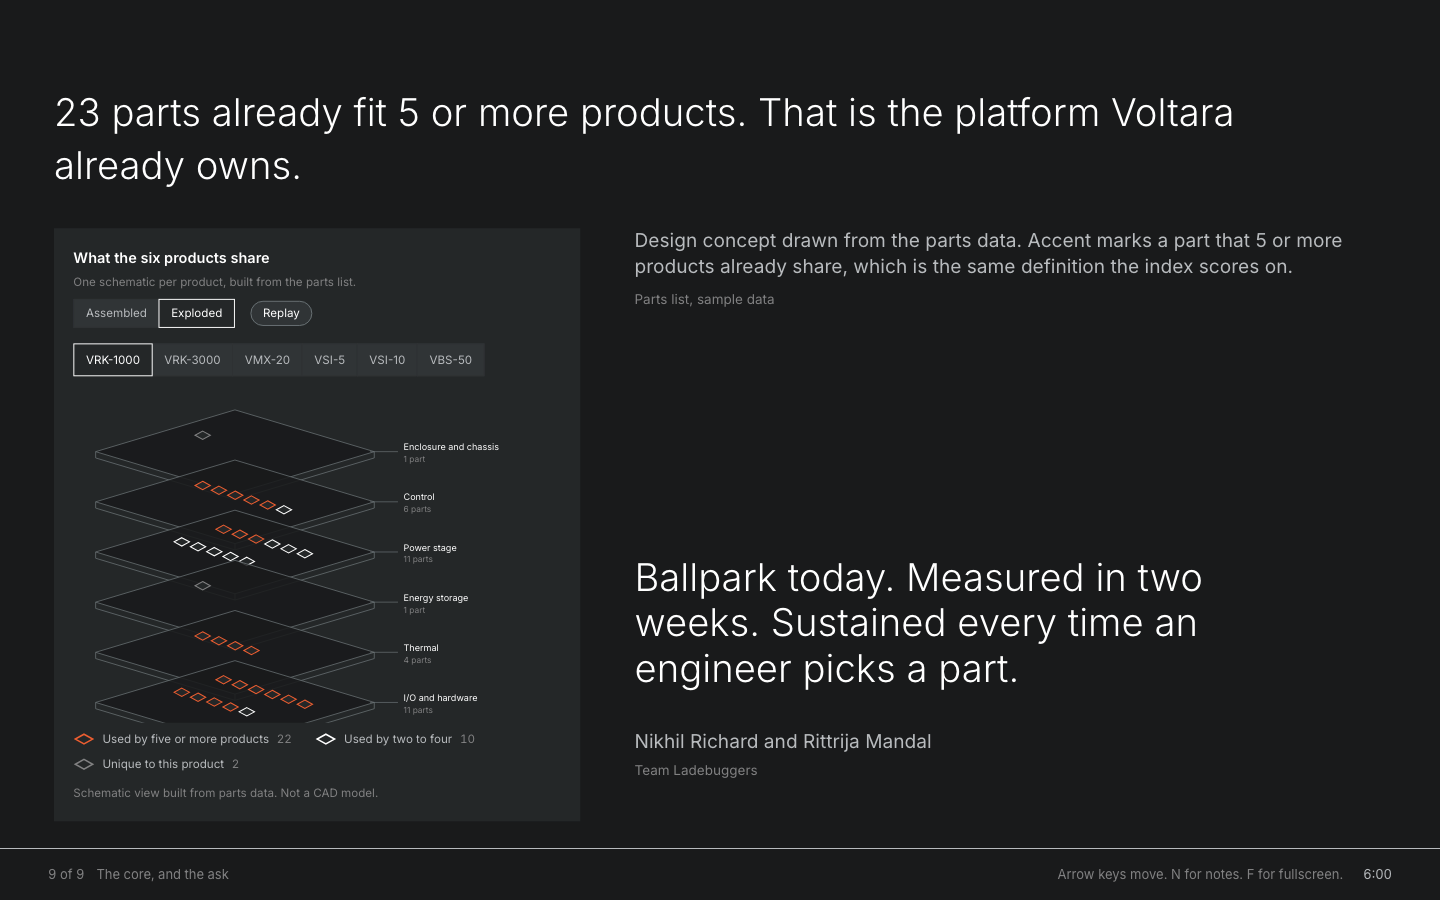 23 parts already fit 5 or more products. That is the platform Voltara
already owns.
What the six products share
One schematic per product, built from the parts list.
Assembled Exploded Replay
VRK-1000 VRK-3000 VMX-20 VSI-5 VSI-10 VBS-50
Enclosure and chassis
1 part
Control
6 parts
Power stage
11 parts
Energy storage
1 part
Thermal
4 parts
I/O and hardware
11 parts
Used by five or more products 22 Used by two to four 10
Unique to this product 2
Schematic view built from parts data. Not a CAD model.
Design concept drawn from the parts data. Accent marks a part that 5 or more
products already share, which is the same definition the index scores on.
Parts list, sample data
Ballpark today. Measured in two
weeks. Sustained every time an
engineer picks a part.
Nikhil Richard and Rittrija Mandal
Team Ladebuggers
9 of 9 The core, and the ask
Arrow keys move. N for notes. F for fullscreen. 6:00